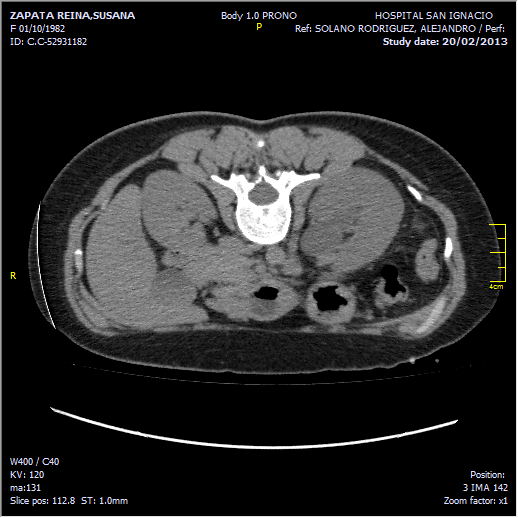 ZAPATA REINA,SUSANA
F 01/10/1982
ID: C.C-52931182
Body 1.0 PRONO
P
HOSPITAL SAN IGNACIO
Ref: SOLANO RODRIGUEZ, ALEJANDRO / Perf:
Study date: 20/02/2013
R
4cm
W400 / C40
KV: 120
ma:131
Slice pos: 112.8 ST: 1.0mm
Position:
3 IMA 142
Zoom factor: x1